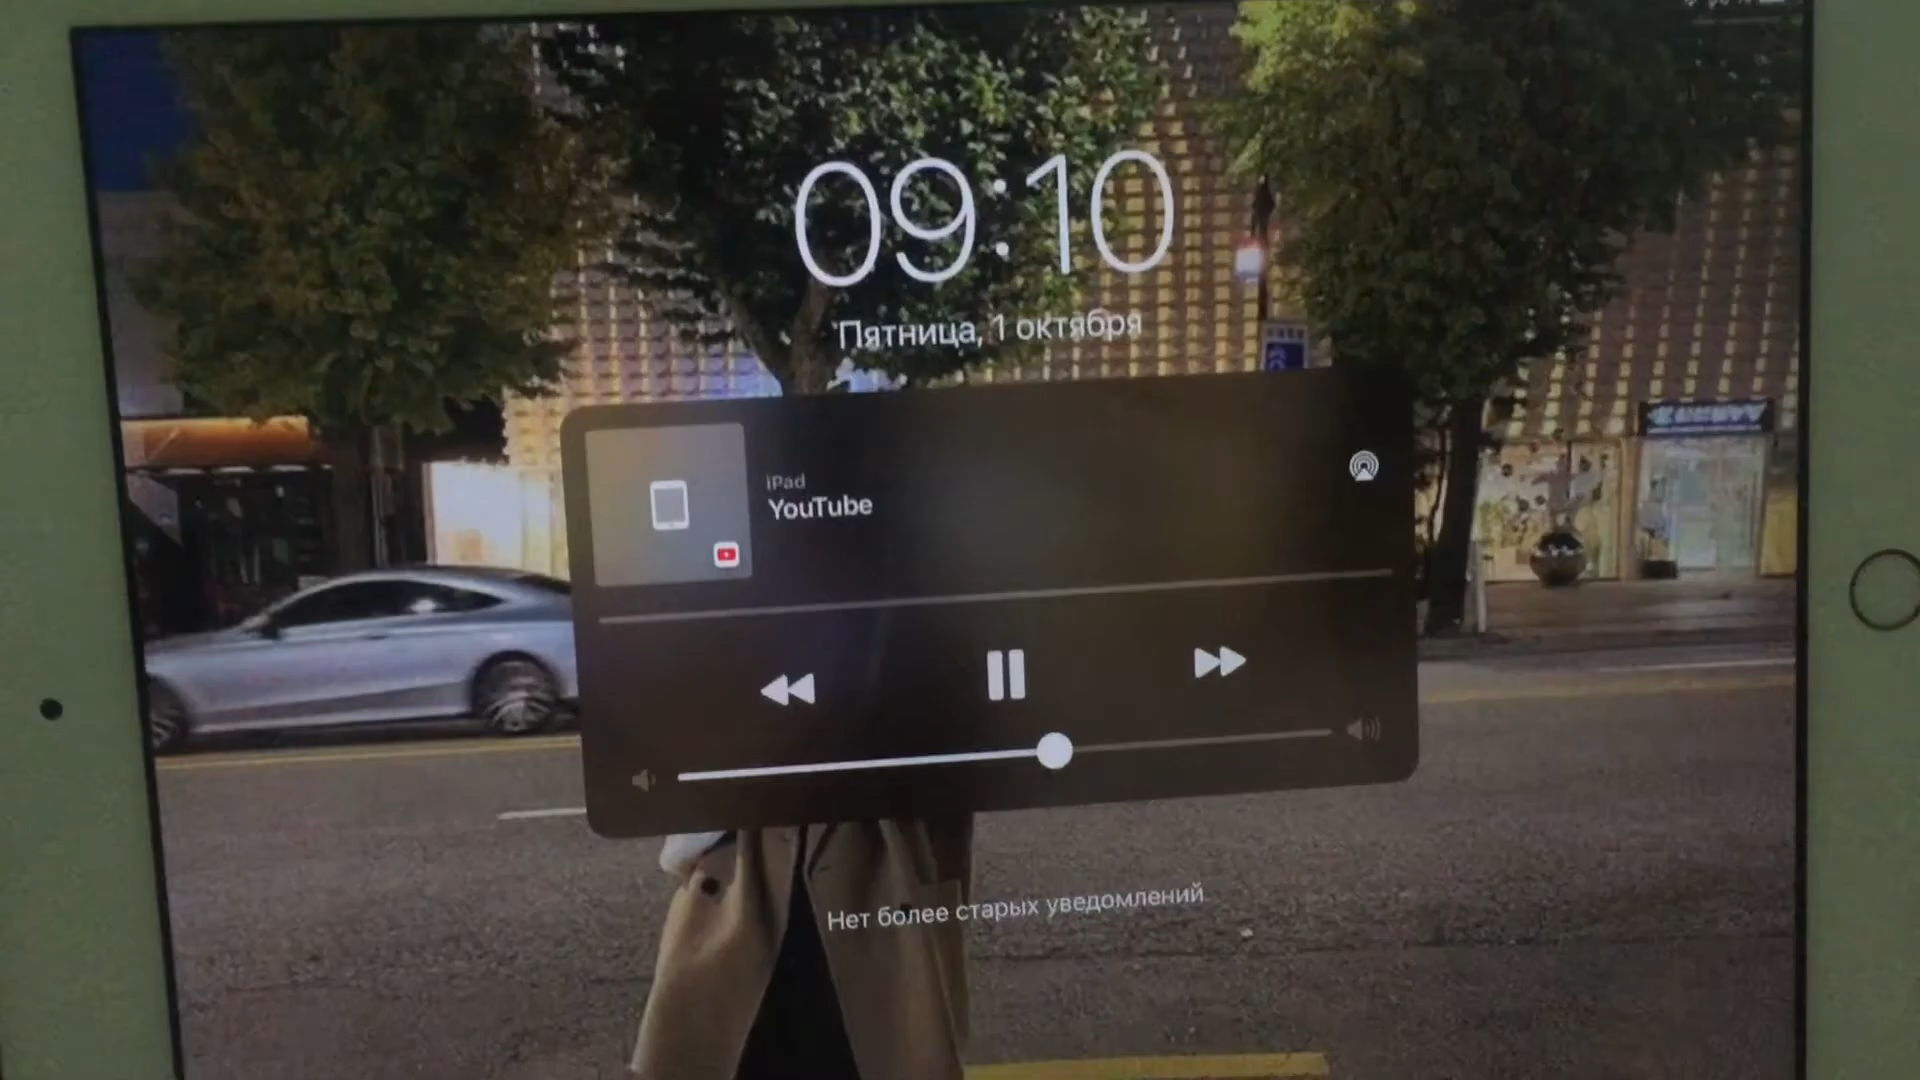 09:10
Пятница, 1 октября
iPad
YouTube
Нет более старых уведомлений